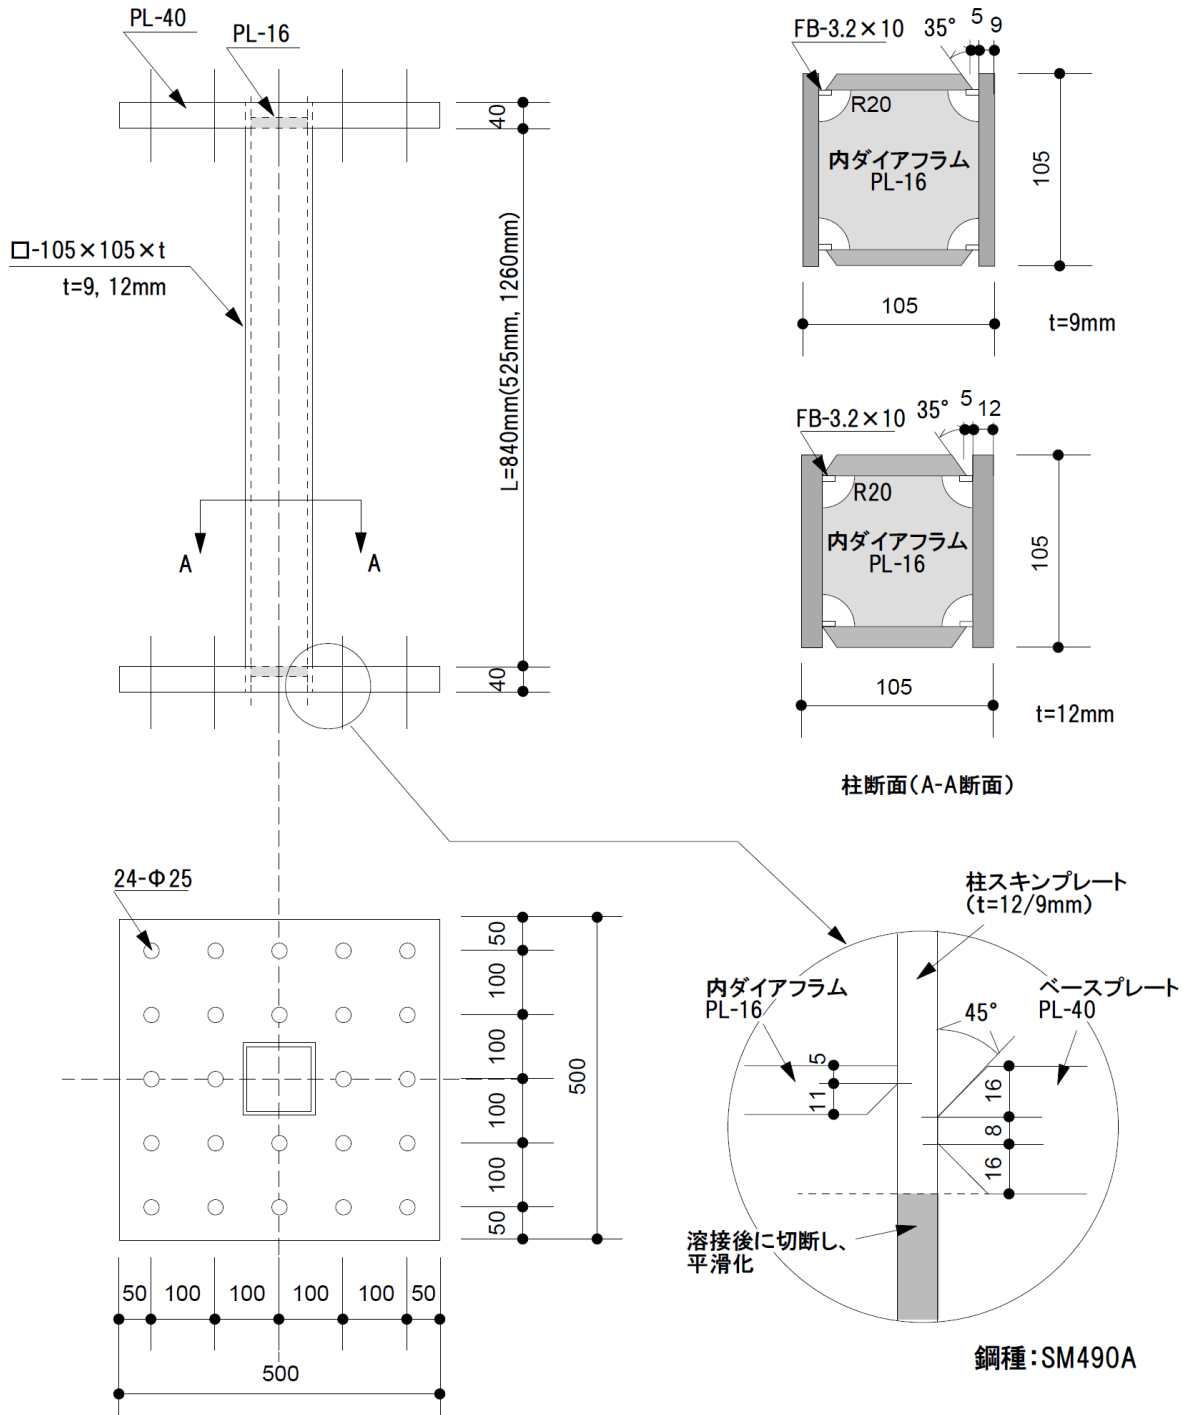 PL-40
PL-16
40
□-105×105×t
t=9, 12mm
L=840mm(525mm, 1260mm)
A
A
40
FB-3.2×10
35°
5
9
R20
内ダイアフラム
PL-16
105
105
t=9mm
FB-3.2×10
35°
5
12
R20
内ダイアフラム
PL-16
105
105
t=12mm
柱断面(A-A断面)
24-Φ25
50
100
100
100
100
50
500
50
100
100
100
100
50
500
柱スキンプレート
(t=12/9mm)
内ダイアフラム
PL-16
ベースプレート
PL-40
45°
5
11
16
8
16
溶接後に切断し、
平滑化
鋼種:SM490A